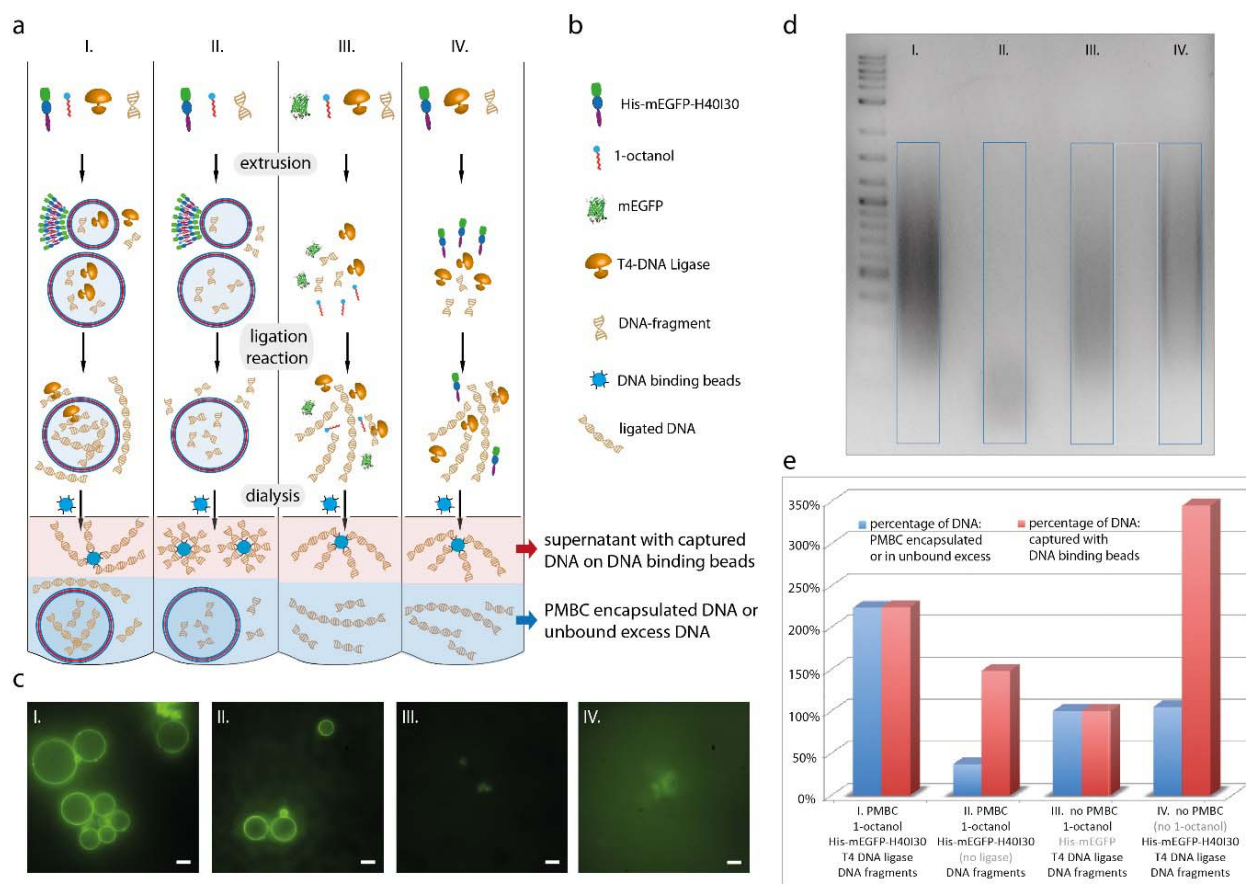 a
I.
II.
III.
IV.
extrusion
ligation
reaction
dialysis
supernatant with captured
DNA on DNA binding beads
PMBC encapsulated DNA or
unbound excess DNA
b
His-mEGFP-H40I30
1-octanol
mEGFP
T4-DNA Ligase
DNA-fragment
DNA binding beads
ligated DNA
c
I.
II.
III.
IV.
d
I.
II.
III.
IV.
e
350%
300%
250%
200%
150%
100%
50%
0%
percentage of DNA:
PMBC encapsulated
or in unbound excess
percentage of DNA:
captured with
DNA binding beads
I. PMBC
1-octanol
His-mEGFP-H40I30
T4 DNA ligase
DNA fragments
II. PMBC
1-octanol
His-mEGFP-H40I30
(no ligase)
DNA fragments
III. no PMBC
1-octanol
His-mEGFP
T4 DNA ligase
DNA fragments
IV. no PMBC
(no 1-octanol)
His-mEGFP-H40I30
T4 DNA ligase
DNA fragments